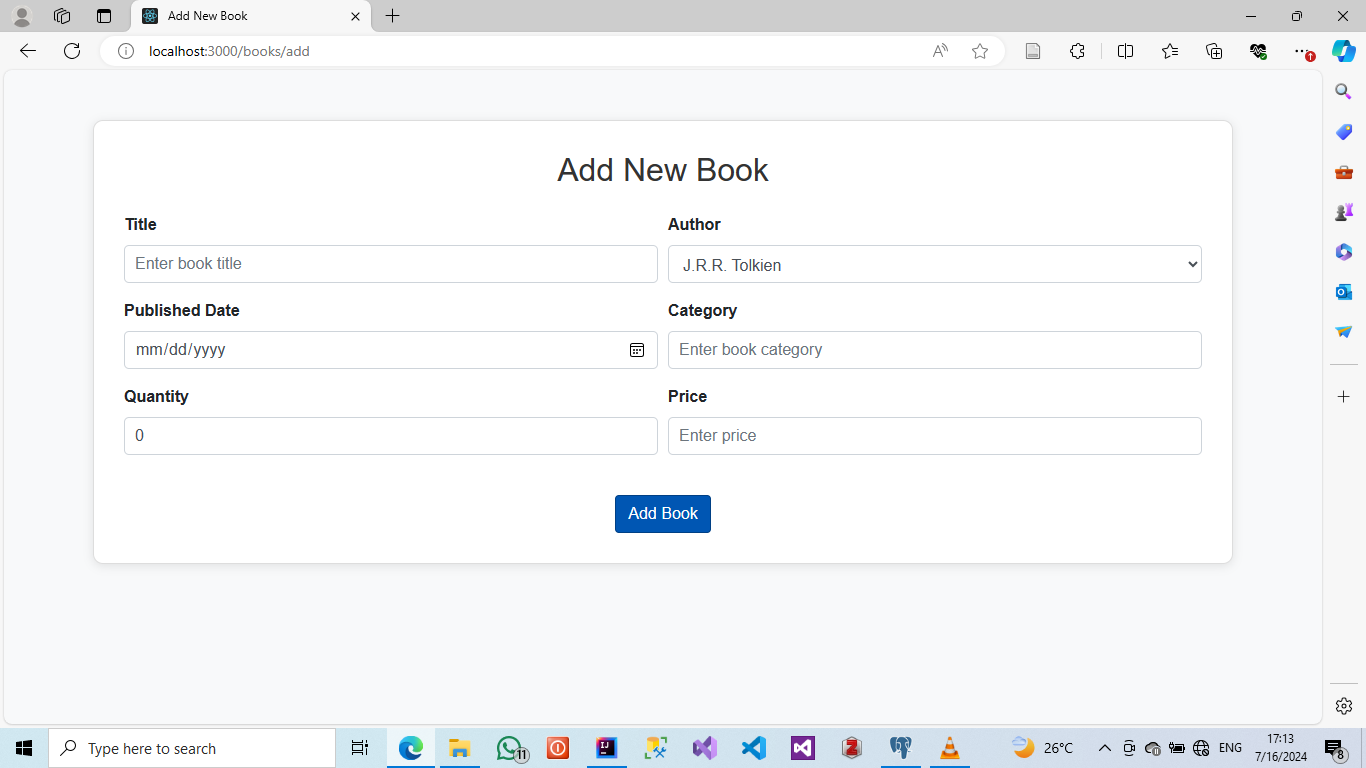 Add New Book
localhost:3000/books/add
Add New Book
Title
Author
Enter book title
J.R.R. Tolkien
Published Date
Category
mm/dd/yyyy
Enter book category
Quantity
Price
0
Enter price
Add Book
Type here to search
11
26°C
ENG
17:13
7/16/2024
8